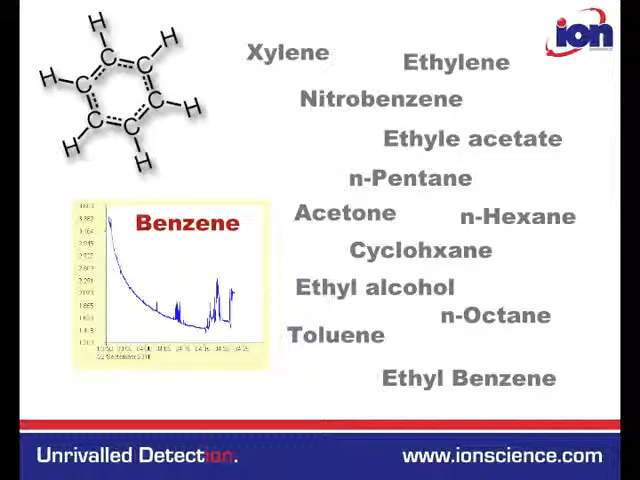 Xylene
Ethylene
ion
Nitrobenzene
Ethyle acetate
n-Pentane
Acetone
n-Hexane
Benzene
Cyclohxane
Ethyl alcohol
n-Octane
Toluene
Ethyl Benzene
H
H
H
H
H
H
C
C
C
C
C
C
Unrivalled Detection.
www.ionscience.com